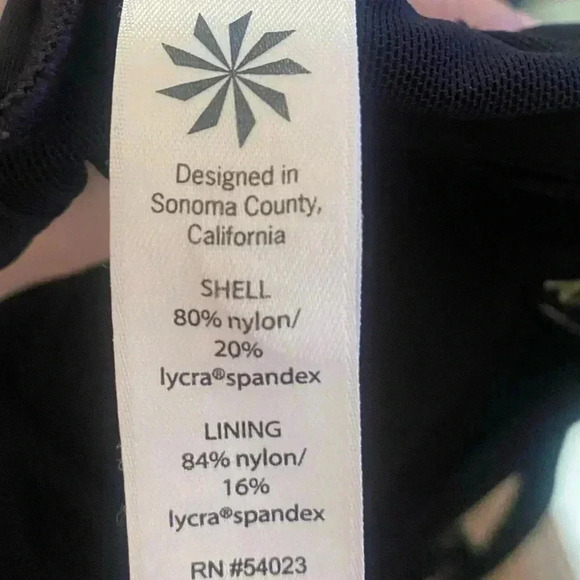 Designed in
Sonoma County,
California
SHELL
80% nylon/
20%
lycra®spandex
LINING
84% nylon/
16%
lycra®spandex
RN #54023